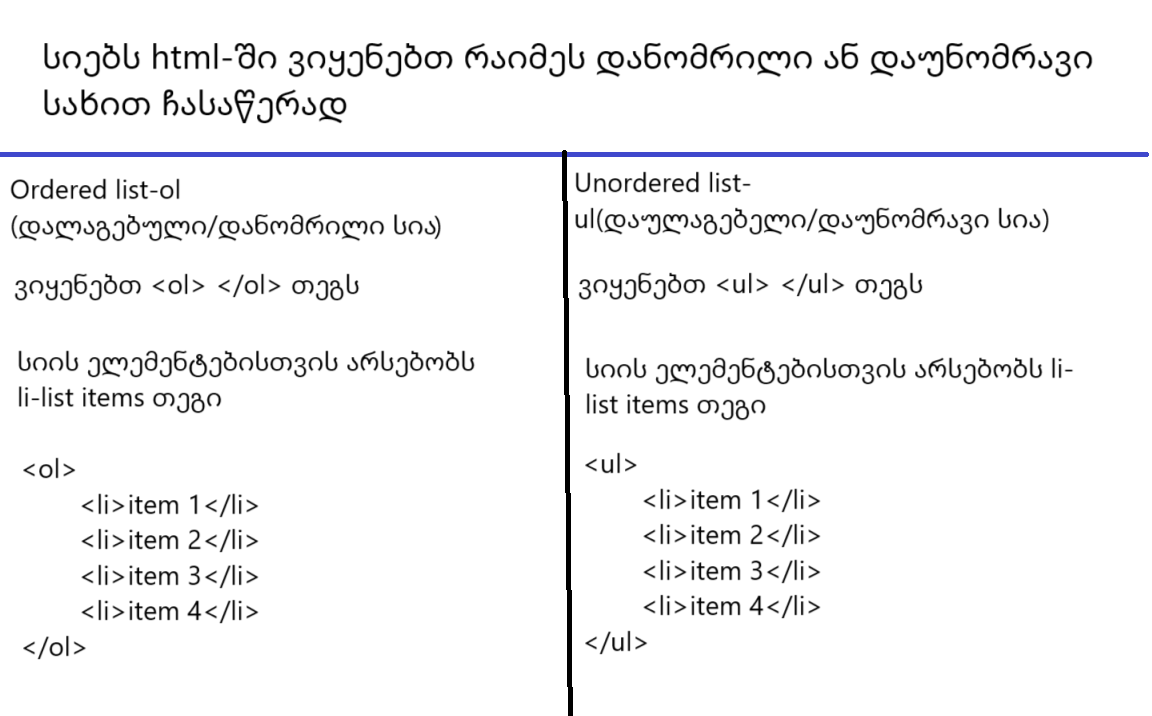 სიებს html-ში ვიყენებთ რაიმეს დანომრილი ან დაუნომრავი
სახით ჩასაწერად
Ordered list-ol
(დალაგებული/დანომრილი სია)
ვიყენებთ <ol> </ol> თეგს
სიის ელემენტებისთვის არსებობს
li-list items თეგი
<ol>
<li>item 1</li>
<li>item 2</li>
<li>item 3</li>
<li>item 4</li>
</ol>
Unordered list-
ul(დაულაგებელი/დაუნომრავი სია)
ვიყენებთ <ul> </ul> თეგს
სიის ელემენტებისთვის არსებობს li-
list items თეგი
<ul>
<li>item 1</li>
<li>item 2</li>
<li>item 3</li>
<li>item 4</li>
</ul>